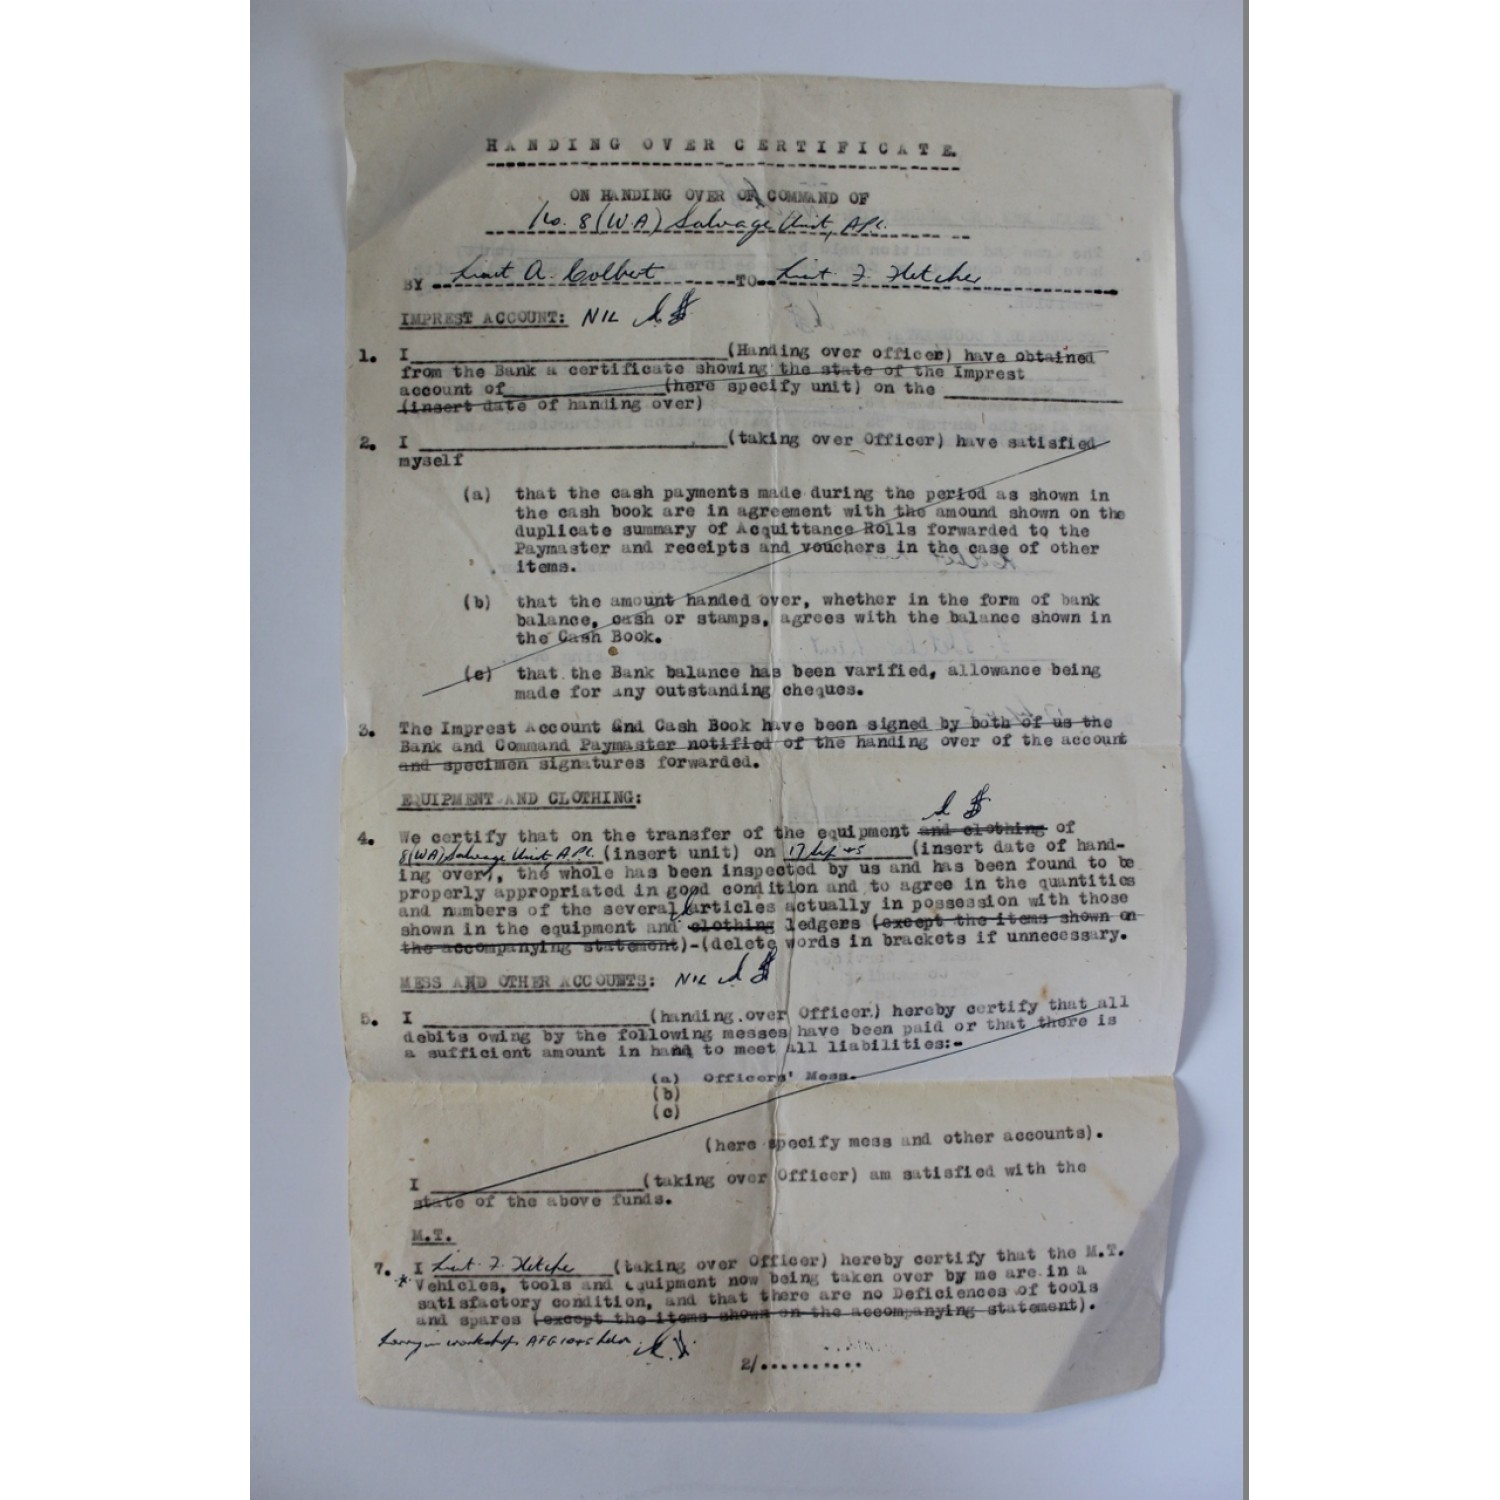 HANDING OVER CERTIFICATE.
ON HANDING OVER OF COMMAND OF
No. 8 (W.A) Salvage Unit, A.P.C.
BY Lieut A. Colbert TO Lieut. F. Fletcher
IMPREST ACCOUNT: NIL
1. I (Handing over officer) have obtained
from the Bank a certificate showing the state of the Imprest
account of (here specify unit) on the
(insert date of handing over)
2. I (taking over Officer) have satisfied
myself
(a) that the cash payments made during the period as shown in
the cash book are in agreement with the amound shown on the
duplicate summary of Acquittance Rolls forwarded to the
Paymaster and receipts and vouchers in the case of other
items.
(b) that the amount handed over, whether in the form of bank
balance, cash or stamps, agrees with the balance shown in
the Cash Book.
(c) that the Bank balance has been varified, allowance being
made for any outstanding cheques.
3. The Imprest Account and Cash Book have been signed by both of us the
Bank and Command Paymaster notified of the handing over of the account
and specimen signatures forwarded.
EQUIPMENT AND CLOTHING:
4. We certify that on the transfer of the equipment and clothing of
8(WA) Salvage Unit A.P.C. (insert unit) on 17 Sep 45 (insert date of hand-
ing over), the whole has been inspected by us and has been found to be
properly appropriated in good condition and to agree in the quantities
and numbers of the several articles actually in possession with those
shown in the equipment and clothing ledgers (except the items shown on
the accompanying statement)-(delete words in brackets if unnecessary.
MESS AND OTHER ACCOUNTS: NIL
5. I (handing over Officer) hereby certify that all
debits owing by the following messes have been paid or that there is
a sufficient amount in hand to meet all liabilities:-
(a) Officers' Mess.
(b)
(c)
(here specify mess and other accounts).
I (taking over Officer) am satisfied with the
state of the above funds.
M.T.
7. I Lieut. F. Fletcher (taking over Officer) hereby certify that the M.T.
* Vehicles, tools and equipment now being taken over by me are in a
satisfactory condition, and that there are no Deficiences of tools
and spares (except the items shown on the accompanying statement).
Lorry in workshops AFG1045 held
2/..........